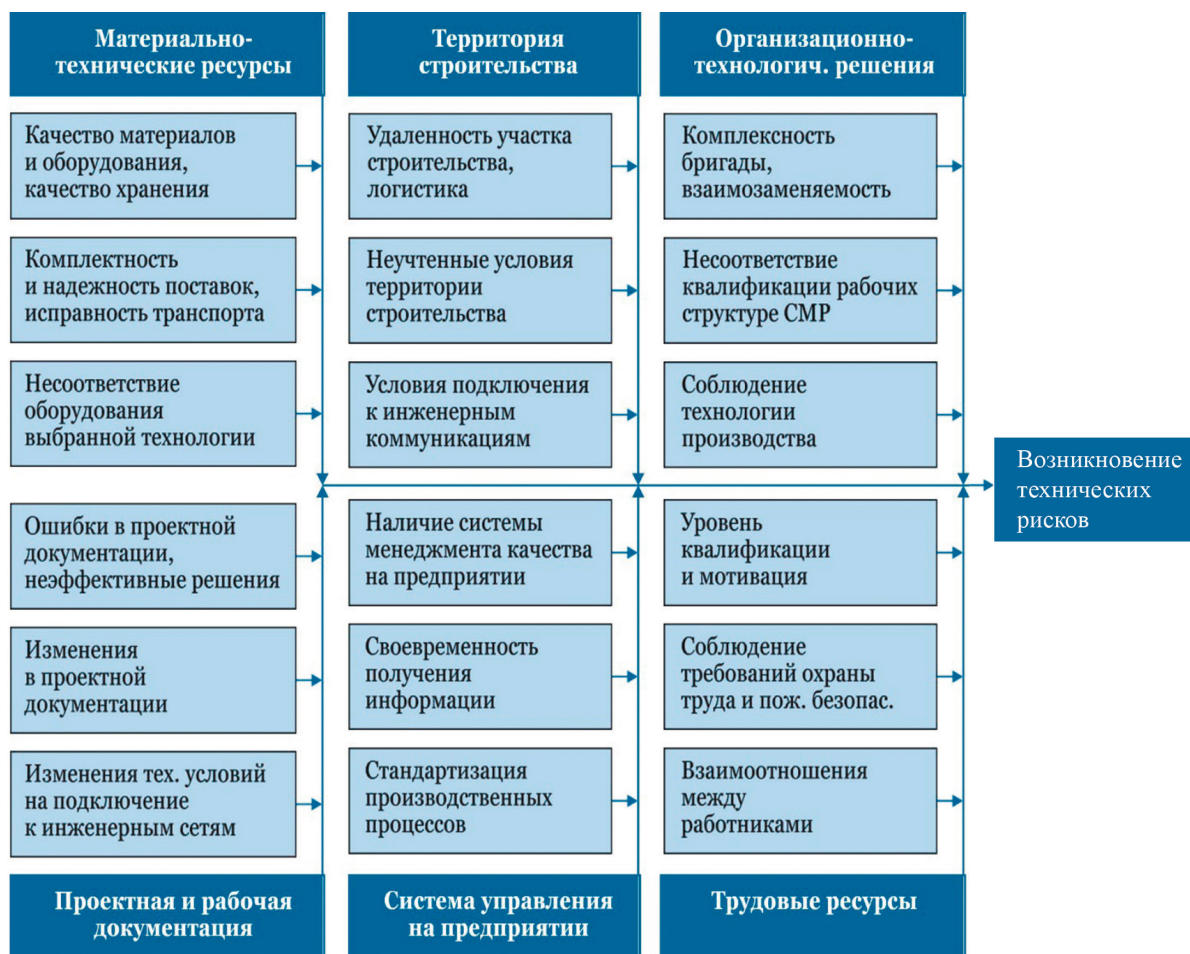 Материально-
технические ресурсы
Территория
строительства
Организационно-
технологич. решения
Качество материалов
и оборудования,
качество хранения
Удаленность участка
строительства,
логистика
Комплексность
бригады,
взаимозаменяемость
Комплектность
и надежность поставок,
исправность транспорта
Неучтенные условия
территории
строительства
Несоответствие
квалификации рабочих
структуре СМР
Несоответствие
оборудования
выбранной технологии
Условия подключения
к инженерным
коммуникациям
Соблюдение
технологии
производства
Возникновение
технических
рисков
Ошибки в проектной
документации,
неэффективные решения
Наличие системы
менеджмента качества
на предприятии
Уровень
квалификации
и мотивация
Изменения
в проектной
документации
Своевременность
получения
информации
Соблюдение
требований охраны
труда и пож. безопас.
Изменения тех. условий
на подключение
к инженерным сетям
Стандартизация
производственных
процессов
Взаимоотношения
между
работниками
Проектная и рабочая
документация
Система управления
на предприятии
Трудовые ресурсы